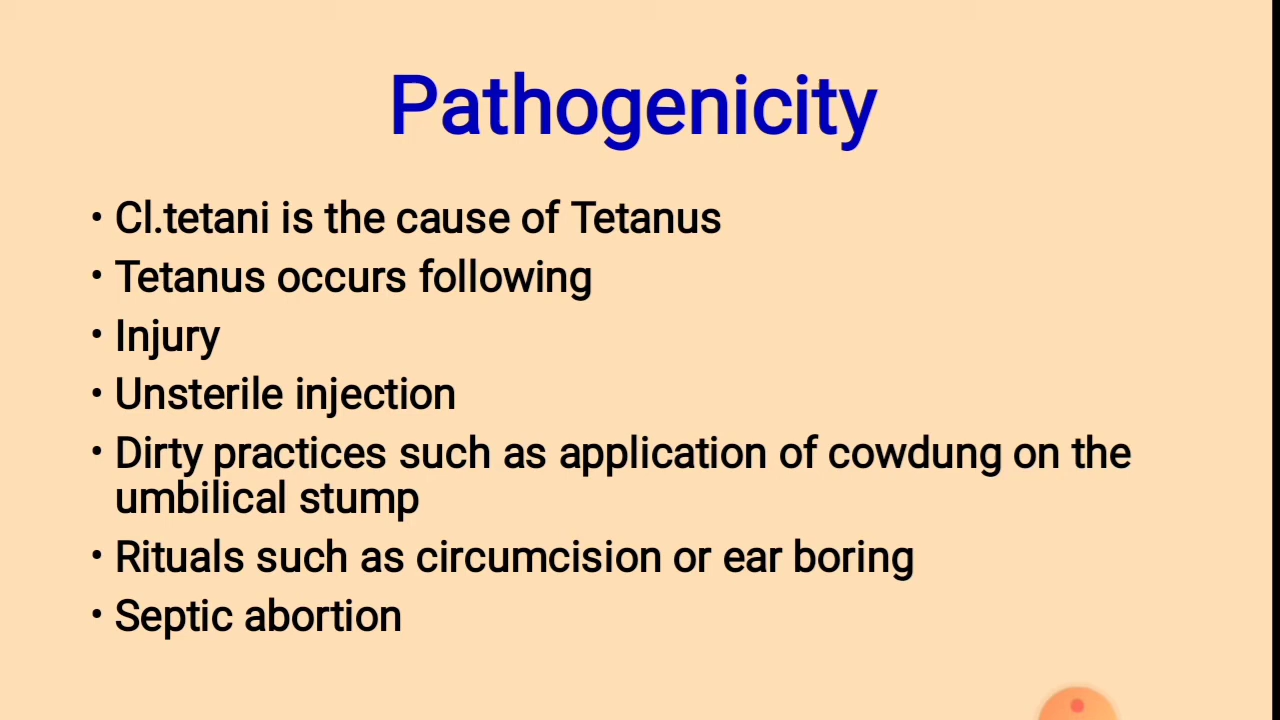 Pathogenicity
• Cl.tetani is the cause of Tetanus
• Tetanus occurs following
• Injury
• Unsterile injection
• Dirty practices such as application of cowdung on the
umbilical stump
• Rituals such as circumcision or ear boring
• Septic abortion